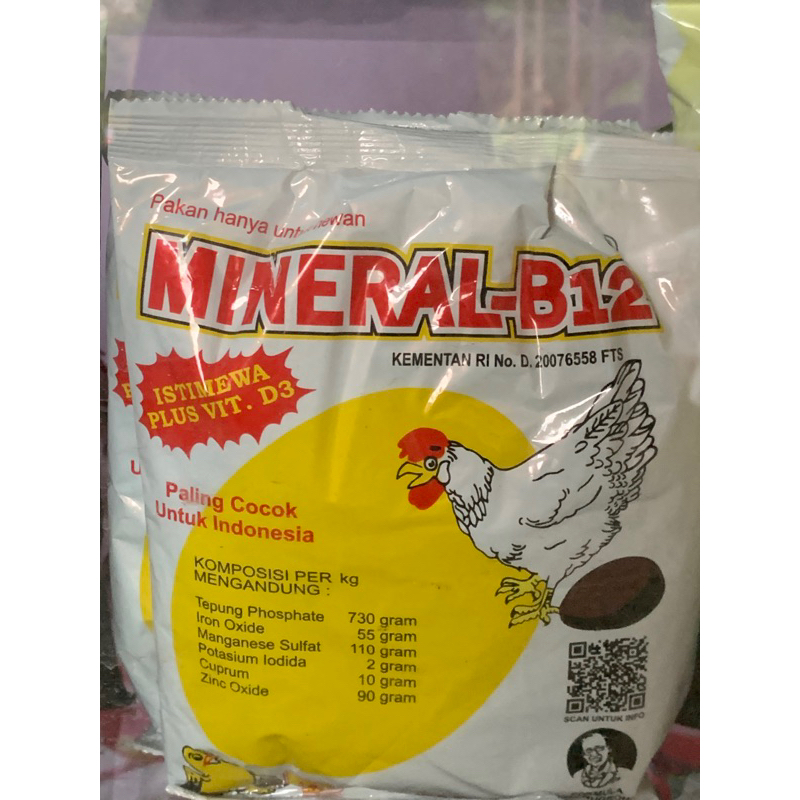 Pakan hanya untuk hewan
MINERAL-B12
KEMENTAN RI No. D. 20076558 FTS
ISTIMEWA
PLUS VIT. D3
Paling Cocok
Untuk Indonesia
KOMPOSISI PER kg
MENGANDUNG :
Tepung Phosphate 730 gram
Iron Oxide 55 gram
Manganese Sulfat 110 gram
Potasium Iodida 2 gram
Cuprum 10 gram
Zinc Oxide 90 gram
SCAN UNTUK INFO
FORMULA